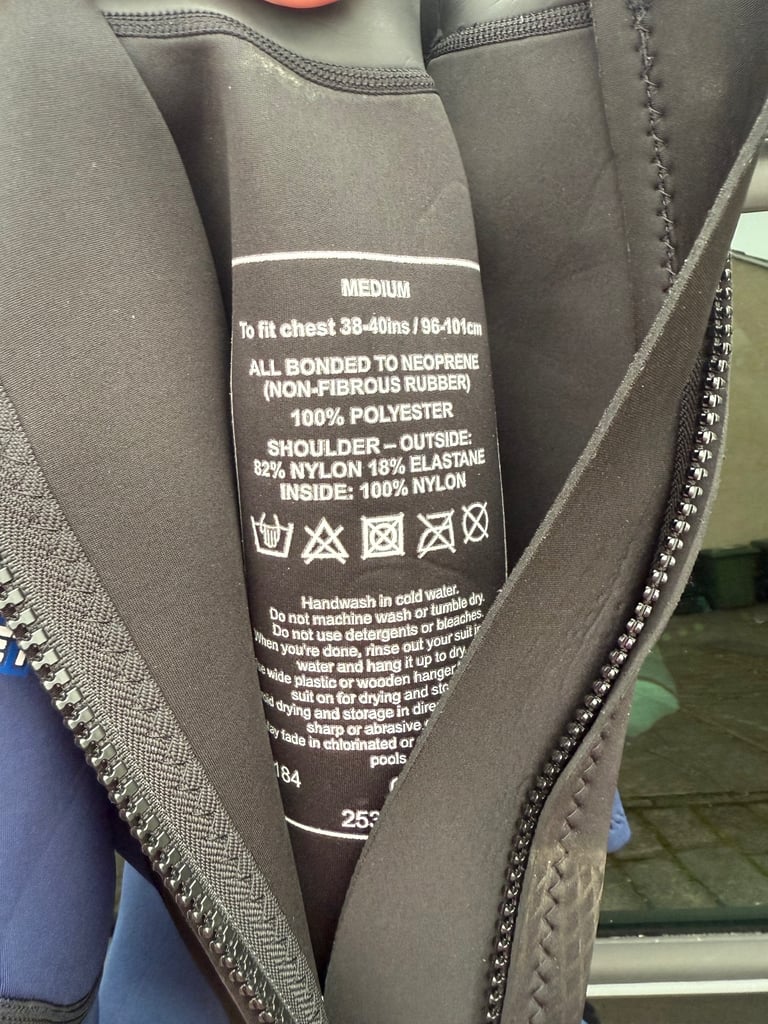 MEDIUM
To fit chest 38-40ins / 96-101cm
ALL BONDED TO NEOPRENE
(NON-FIBROUS RUBBER)
100% POLYESTER
SHOULDER – OUTSIDE:
82% NYLON 18% ELASTANE
INSIDE: 100% NYLON
Handwash in cold water.
Do not machine wash or tumble dry.
Do not use detergents or bleaches.
When you're done, rinse out your suit in
water and hang it up to dry.
wide plastic or wooden hanger
suit on for drying and
drying and storage in
sharp or abrasive
fade in chlorinated or
pools
184
253